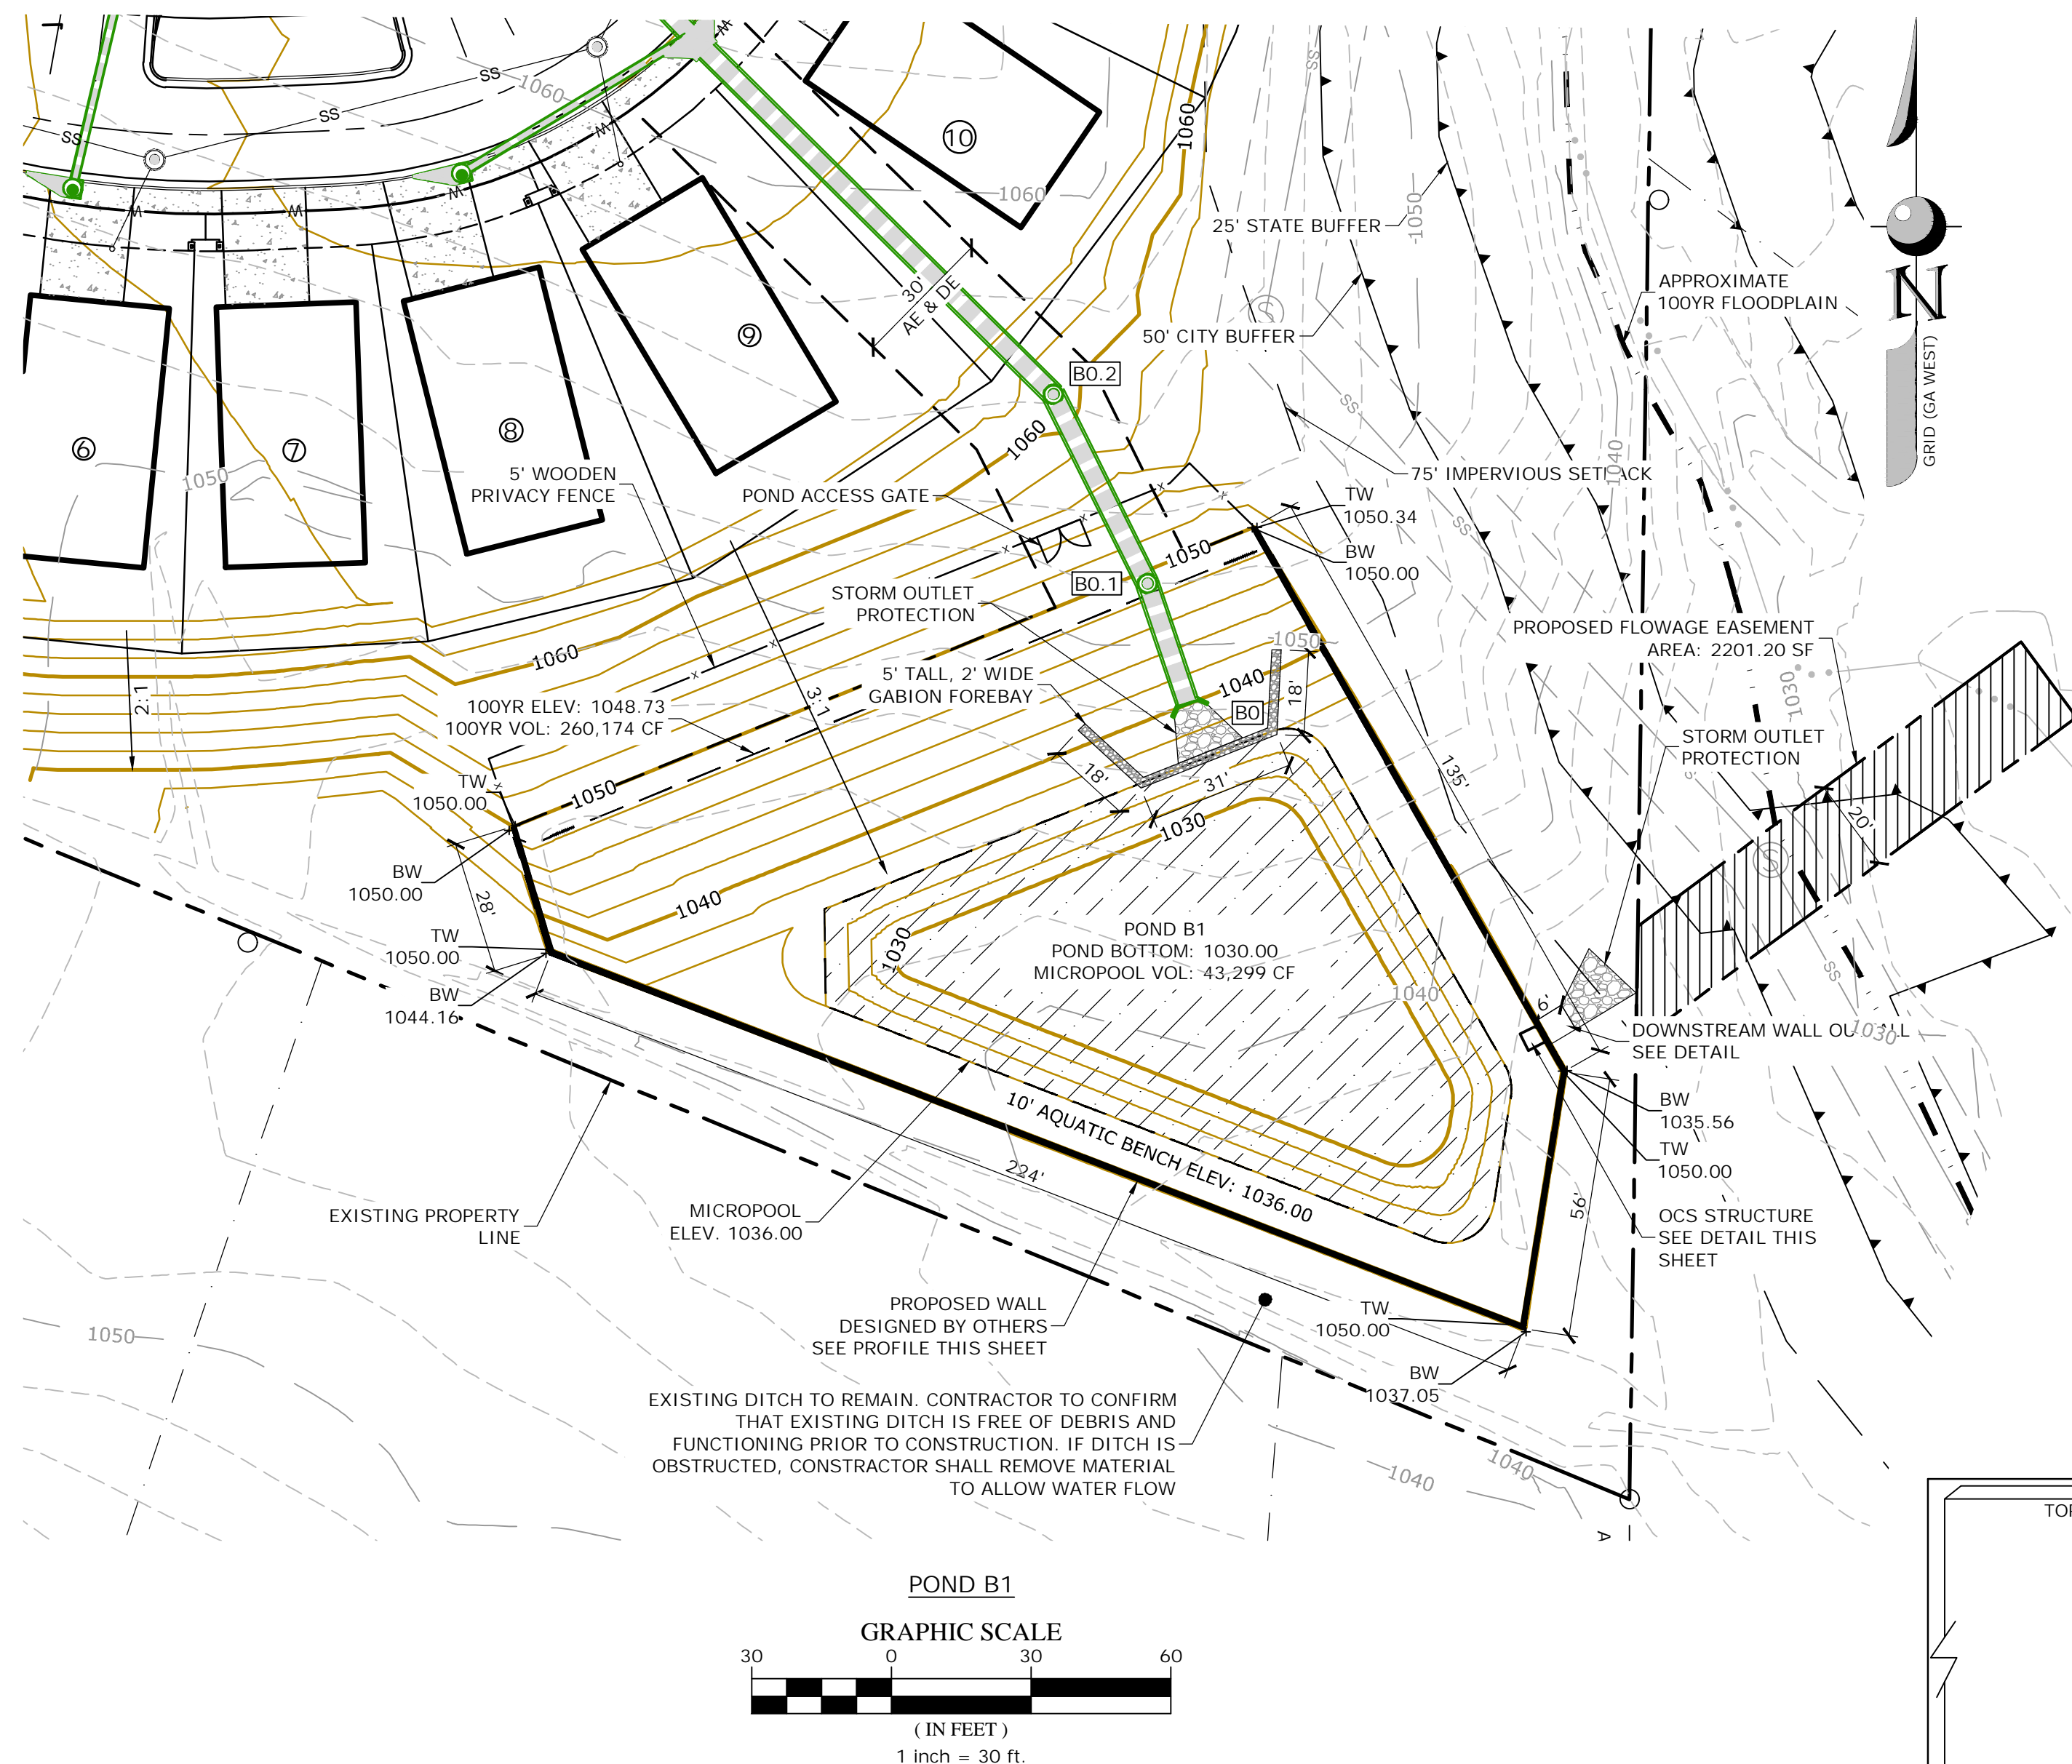 SS
SS
SS
W
1060
1060
W
W
W
W
10
1060
1060
25' STATE BUFFER
1050
APPROXIMATE
100YR FLOODPLAIN
N
GRID (GA WEST)
30'
AE & DE
50' CITY BUFFER
SS
S
B0.2
6
7
8
9
1050
5' WOODEN
PRIVACY FENCE
POND ACCESS GATE
1060
SS
SS
1040
TW
1050.34
BW
1050.00
1050
B0.1
STORM OUTLET
PROTECTION
PROPOSED FLOWAGE EASEMENT
AREA: 2201.20 SF
1060
2:1
3:1
5' TALL, 2' WIDE
GABION FOREBAY
1050
1040
B0
18'
1030
100YR ELEV: 1048.73
100YR VOL: 260,174 CF
STORM OUTLET
PROTECTION
TW
1050.00
1050
18'
31'
135'
20'
S
1030
BW
1050.00
28'
1040
TW
1050.00
BW
1044.16
1030
POND B1
POND BOTTOM: 1030.00
MICROPOOL VOL: 43,299 CF
1040
SS
6'
SEE DETAIL
1030
BW
1035.56
TW
1050.00
10' AQUATIC BENCH ELEV: 1036.00
224'
56'
EXISTING PROPERTY
LINE
MICROPOOL
ELEV. 1036.00
OCS STRUCTURE
SEE DETAIL THIS
SHEET
PROPOSED WALL
DESIGNED BY OTHERS
SEE PROFILE THIS SHEET
TW
1050.00
BW
1037.05
1050
EXISTING DITCH TO REMAIN. CONTRACTOR TO CONFIRM
THAT EXISTING DITCH IS FREE OF DEBRIS AND
FUNCTIONING PRIOR TO CONSTRUCTION. IF DITCH IS
OBSTRUCTED, CONSTRACTOR SHALL REMOVE MATERIAL
TO ALLOW WATER FLOW
1040
1040
A
POND B1
GRAPHIC SCALE
30 0 30 60
( IN FEET )
1 inch = 30 ft.
75' IMPERVIOUS
DOWNSTREAM WALL